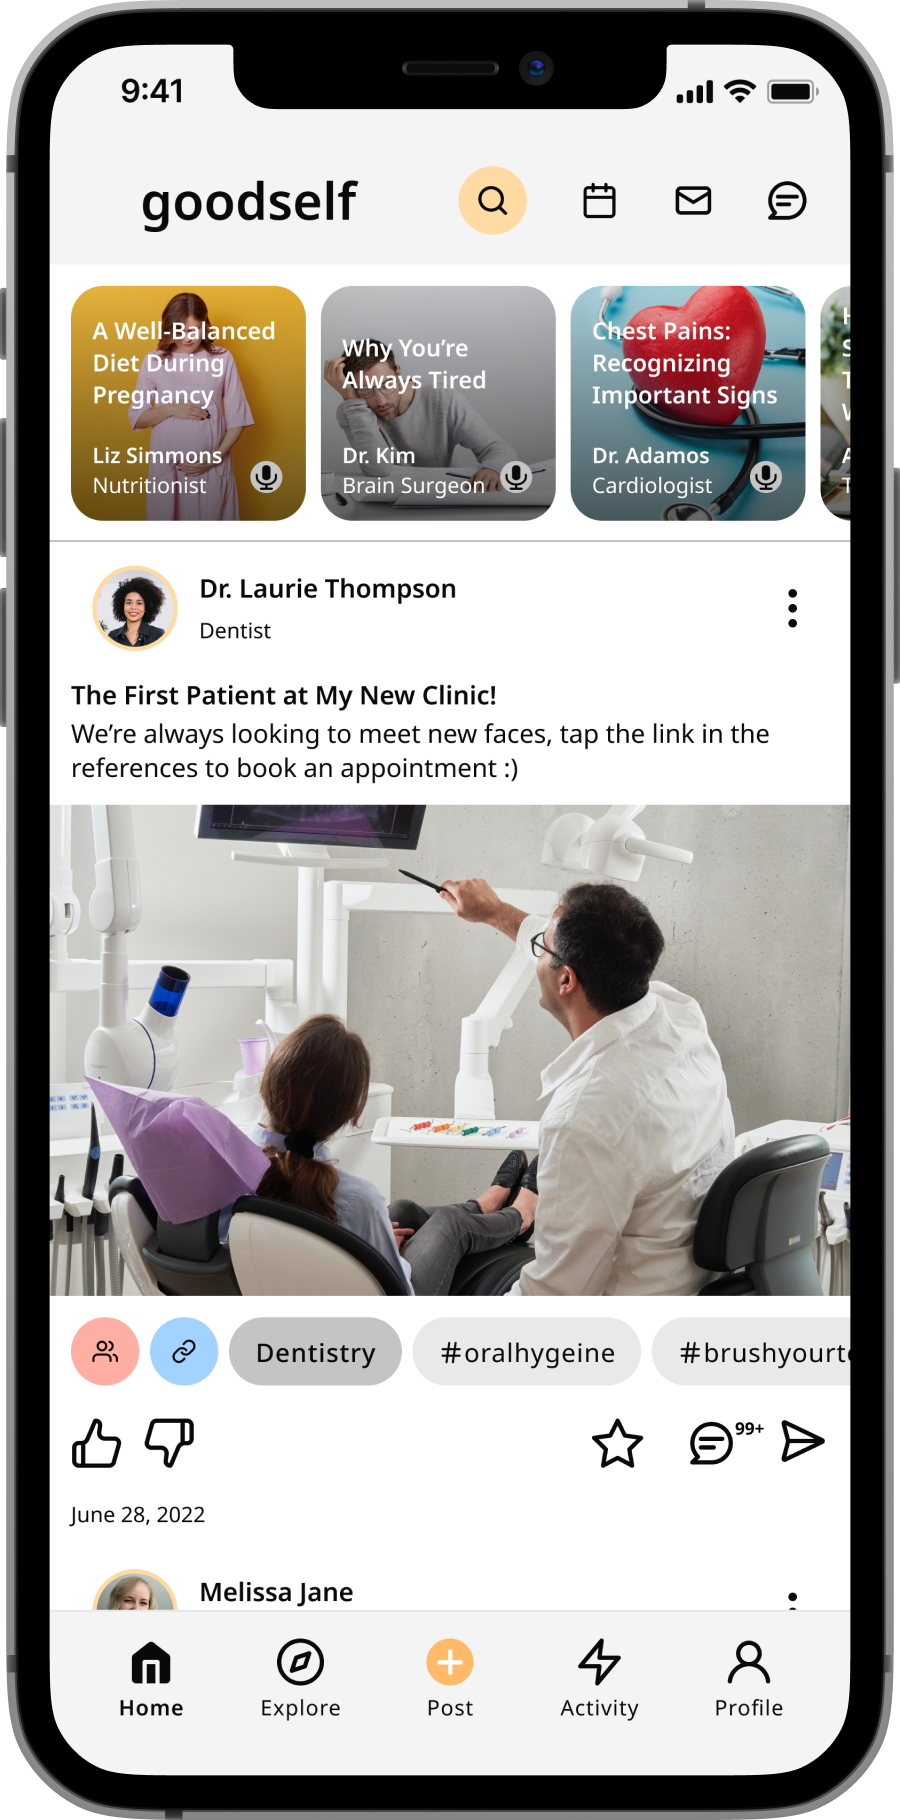 9:41
goodself
A Well-Balanced
Diet During
Pregnancy
Liz Simmons
Nutritionist
Why You’re
Always Tired
Dr. Kim
Brain Surgeon
Chest Pains:
Recognizing
Important Signs
Dr. Adamos
Cardiologist
Dr. Laurie Thompson
Dentist
The First Patient at My New Clinic!
We’re always looking to meet new faces, tap the link in the
references to book an appointment :)
Dentistry
#oralhygeine
#brushyourt
99+
June 28, 2022
Melissa Jane
Home
Explore
Post
Activity
Profile